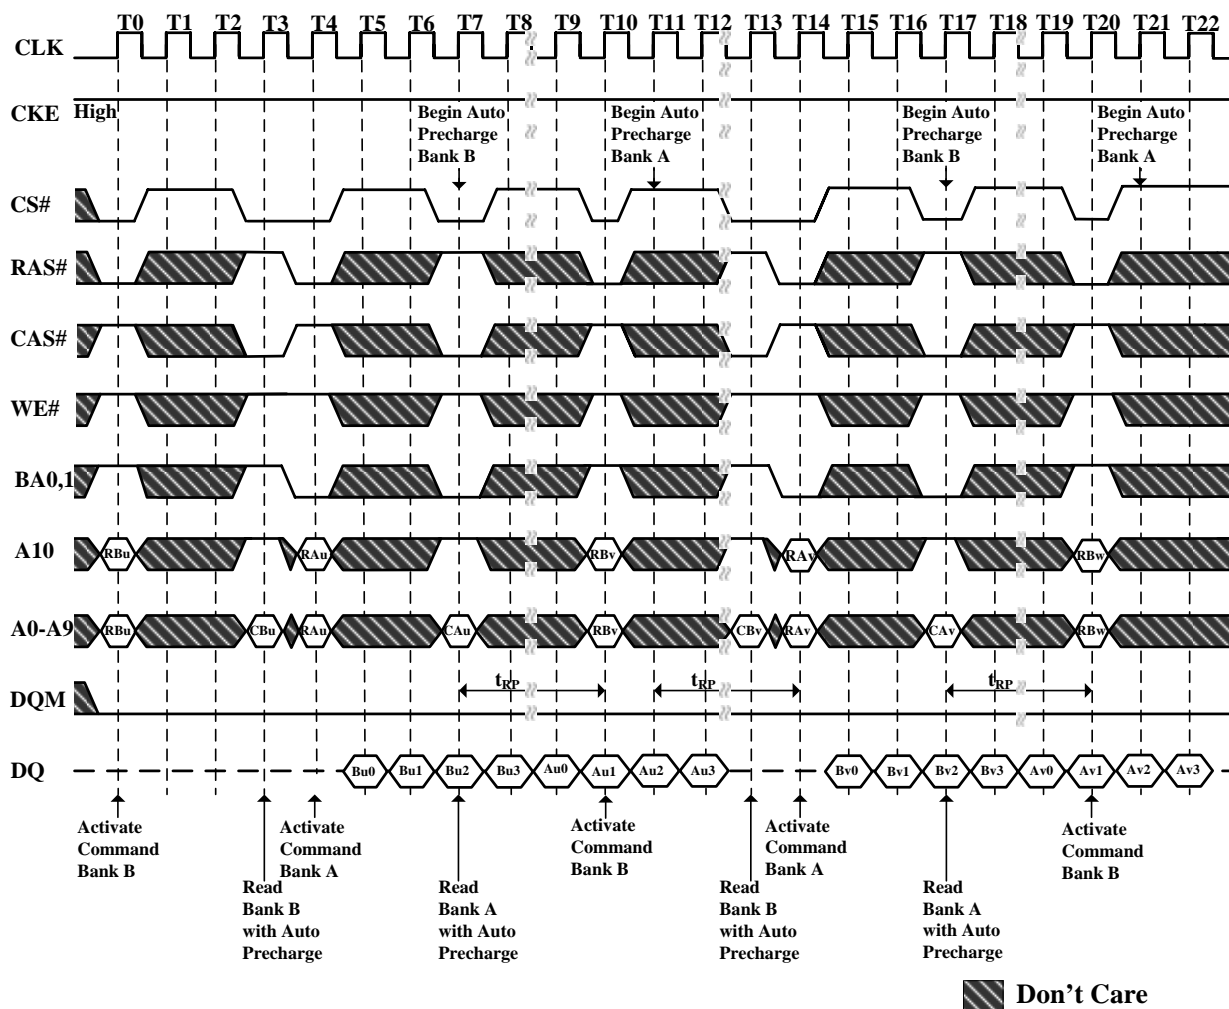 T0 T1 T2 T3 T4 T5 T6 T7 T8 T9 T10 T11 T12 T13 T14 T15 T16 T17 T18 T19 T20 T21 T22
CLK
CKE High
Begin Auto
Precharge
Bank B
Begin Auto
Precharge
Bank A
Begin Auto
Precharge
Bank B
Begin Auto
Precharge
Bank A
CS#
RAS#
CAS#
WE#
BA0,1
A10 RBu RAu RBv RAv RBw
A0-A9 RBu CBu RAu CAu RBv CBv RAv CAv RBw
tRP tRP tRP
DQM
DQ Bu0 Bu1 Bu2 Bu3 Au0 Au1 Au2 Au3 Bv0 Bv1 Bv2 Bv3 Av0 Av1 Av2 Av3
Activate
Command
Bank B
Activate
Command
Bank A
Activate
Command
Bank B
Activate
Command
Bank A
Activate
Command
Bank B
Read
Bank B
with Auto
Precharge
Read
Bank A
with Auto
Precharge
Read
Bank B
with Auto
Precharge
Read
Bank A
with Auto
Precharge
Don't Care